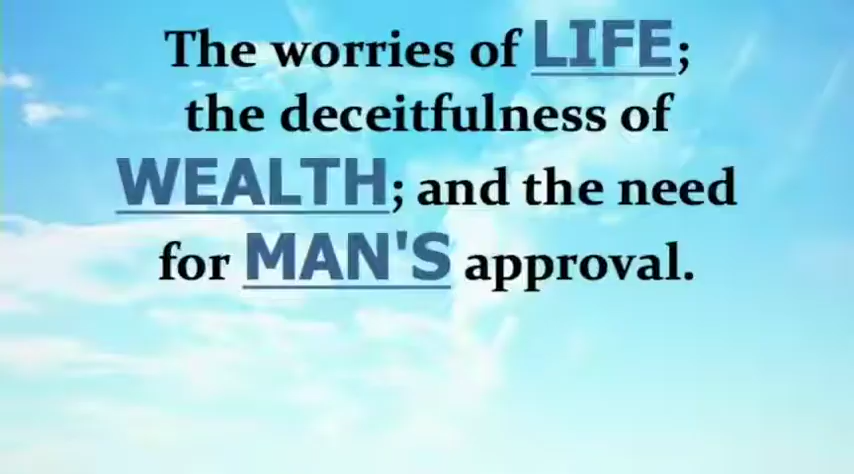 The worries of LIFE;
the deceitfulness of
WEALTH; and the need
for MAN'S approval.